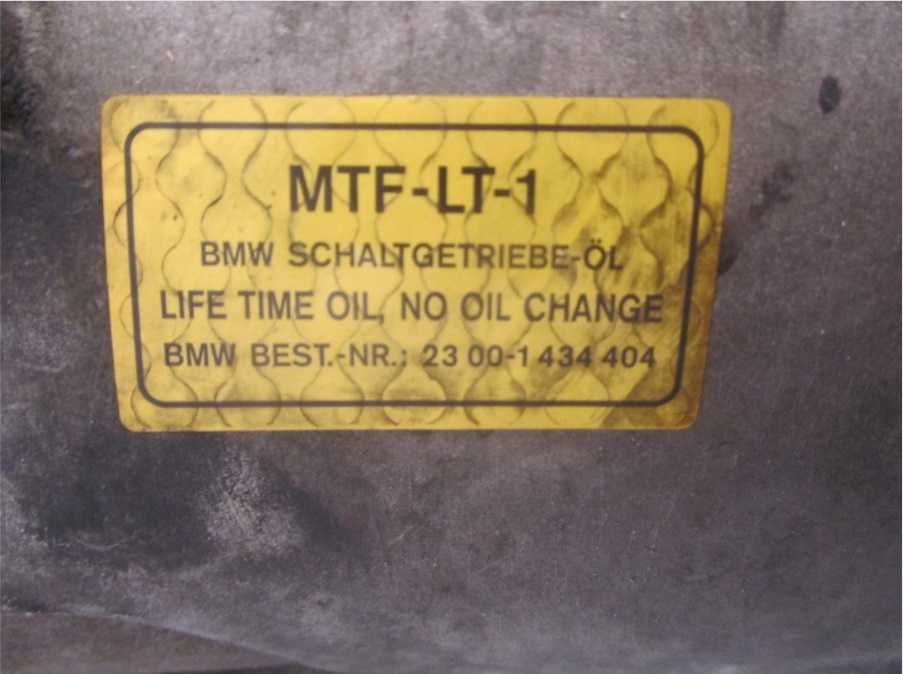 MTF-LT-1
BMW SCHALTGETRIEBE-ÖL
LIFE TIME OIL, NO OIL CHANGE
BMW BEST.-NR.: 23 00-1 434 404